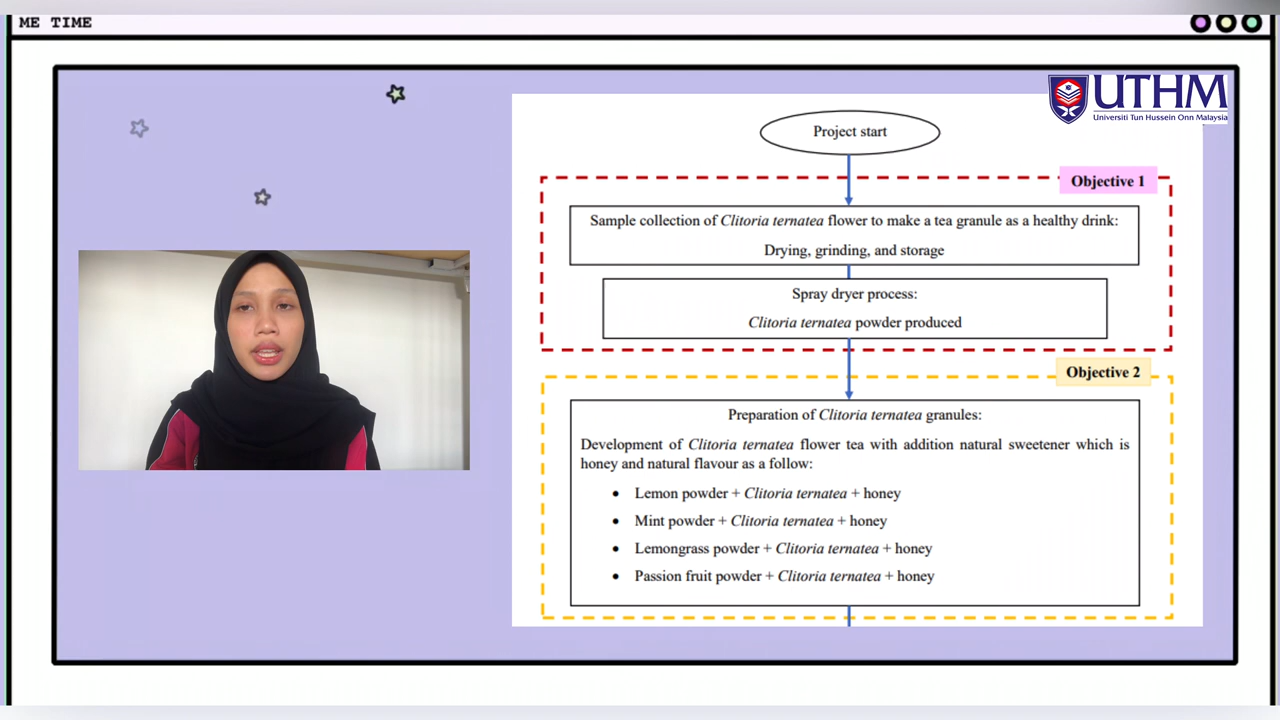 ME TIME
UTHM
Universiti Tun Hussein Onn Malaysia
Project start
Objective 1
Sample collection of Clitoria ternatea flower to make a tea granule as a healthy drink:
Drying, grinding, and storage
Spray dryer process:
Clitoria ternatea powder produced
Objective 2
Preparation of Clitoria ternatea granules:
Development of Clitoria ternatea flower tea with addition natural sweetener which is
honey and natural flavour as a follow:
• Lemon powder + Clitoria ternatea + honey
• Mint powder + Clitoria ternatea + honey
• Lemongrass powder + Clitoria ternatea + honey
• Passion fruit powder + Clitoria ternatea + honey